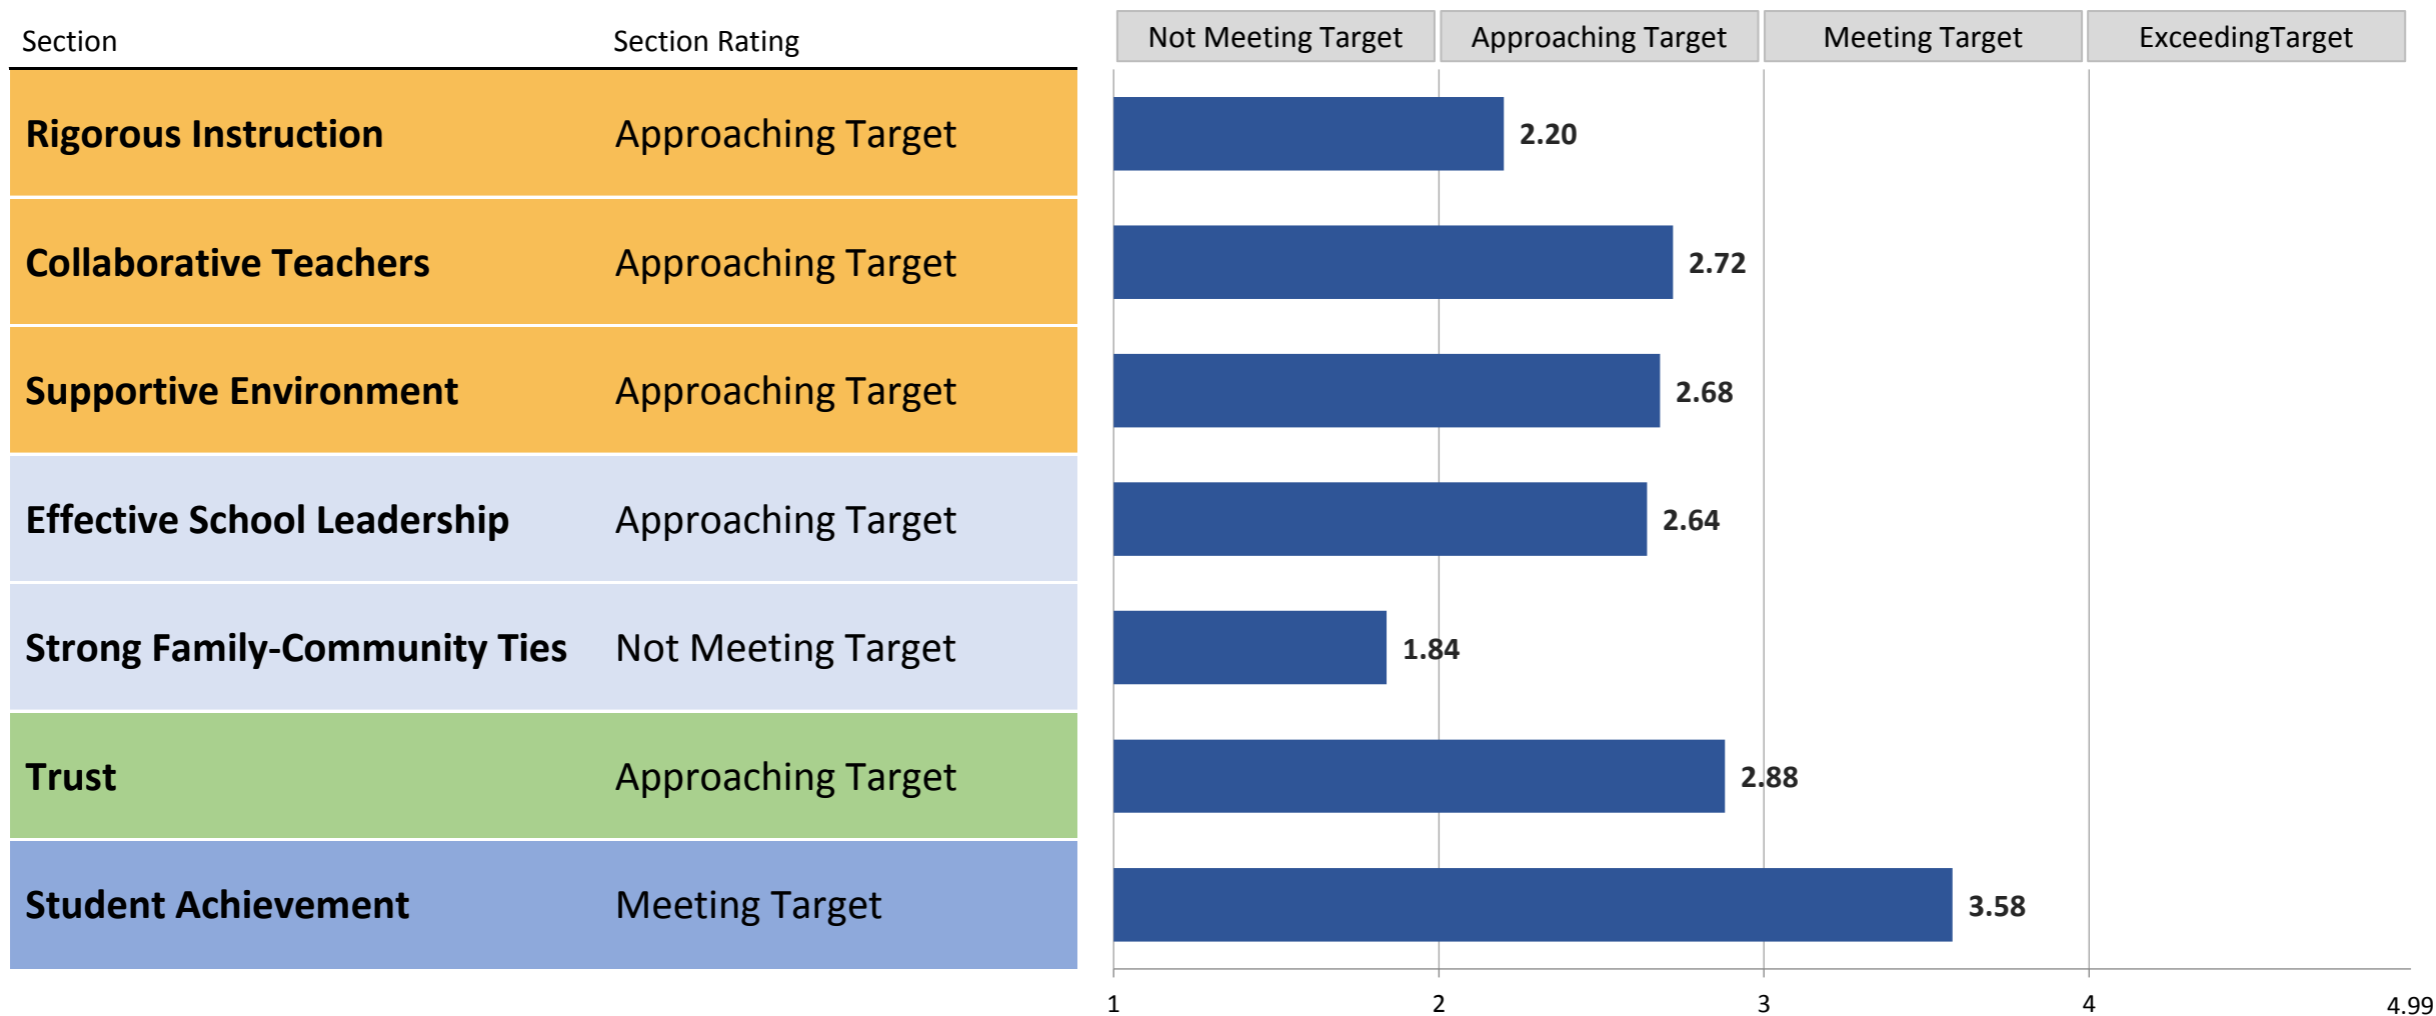 Section Section Rating Not Meeting Target Approaching Target Meeting Target ExceedingTarget
Rigorous Instruction Approaching Target 2.20
Collaborative Teachers Approaching Target 2.72
Supportive Environment Approaching Target 2.68
Effective School Leadership Approaching Target 2.64
Strong Family-Community Ties Not Meeting Target 1.84
Trust Approaching Target 2.88
Student Achievement Meeting Target 3.58
1 2 3 4 4.99